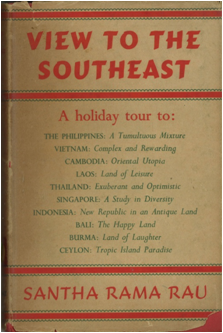 VIEW TO THE
SOUTHEAST
A holiday tour to:
THE PHILIPPINES: A Tumultuous Mixture
VIETNAM: Complex and Rewarding
CAMBODIA: Oriental Utopia
LAOS: Land of Leisure
THAILAND: Exuberant and Optimistic
SINGAPORE: A Study in Diversity
INDONESIA: New Republic in an Antique Land
BALI: The Happy Land
BURMA: Land of Laughter
CEYLON: Tropic Island Paradise
SANTHA RAMA RAU